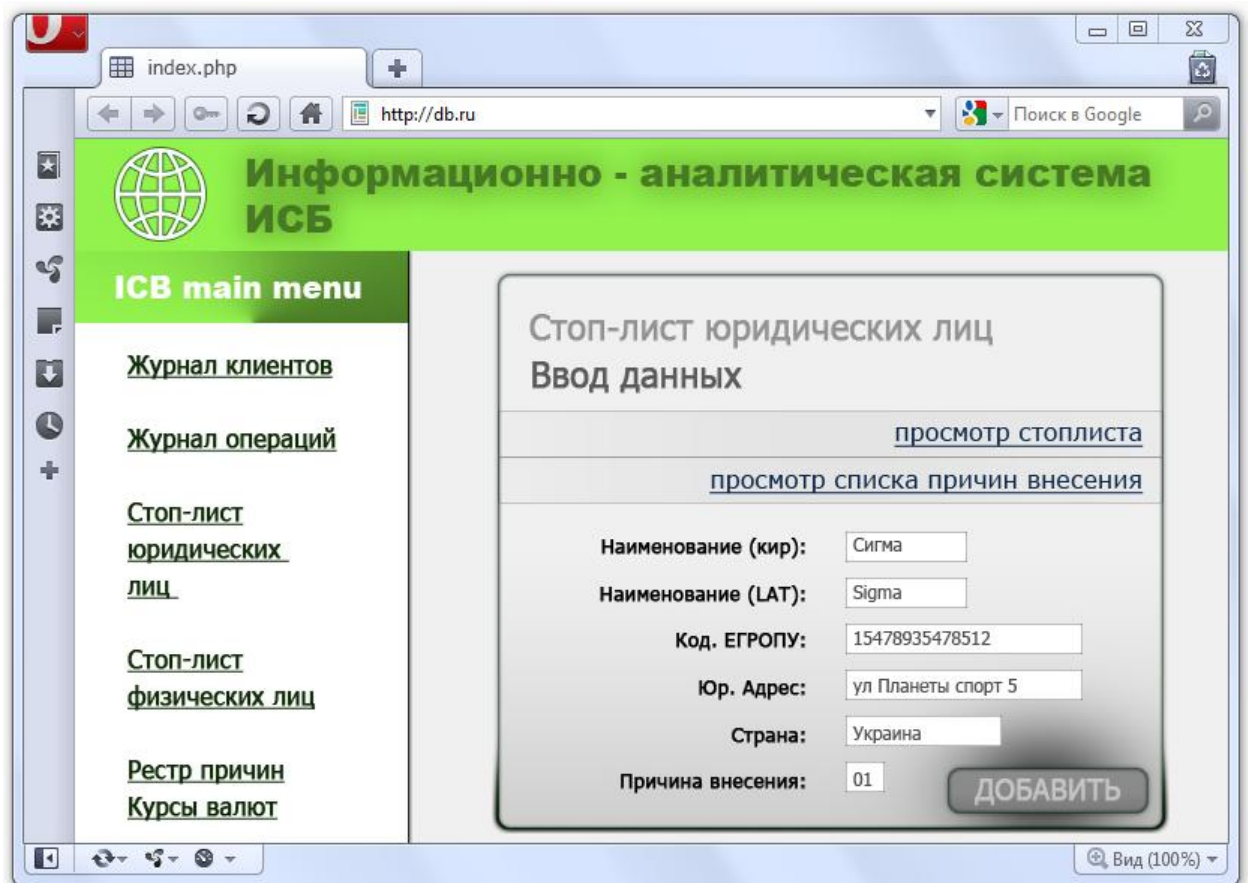 index.php
http://db.ru
Поиск в Google
Информационно - аналитическая система
ИСБ
ICB main menu
Журнал клиентов
Журнал операций
Стоп-лист
юридических
лиц
Стоп-лист
физических лиц
Рестр причин
Курсы валют
Стоп-лист юридических лиц
Ввод данных
просмотр стоплиста
просмотр списка причин внесения
Наименование (кир): Сигма
Наименование (LAT): Sigma
Код. ЕГРОПУ: 15478935478512
Юр. Адрес: ул Планеты спорт 5
Страна: Украина
Причина внесения: 01
ДОБАВИТЬ
Вид (100%)